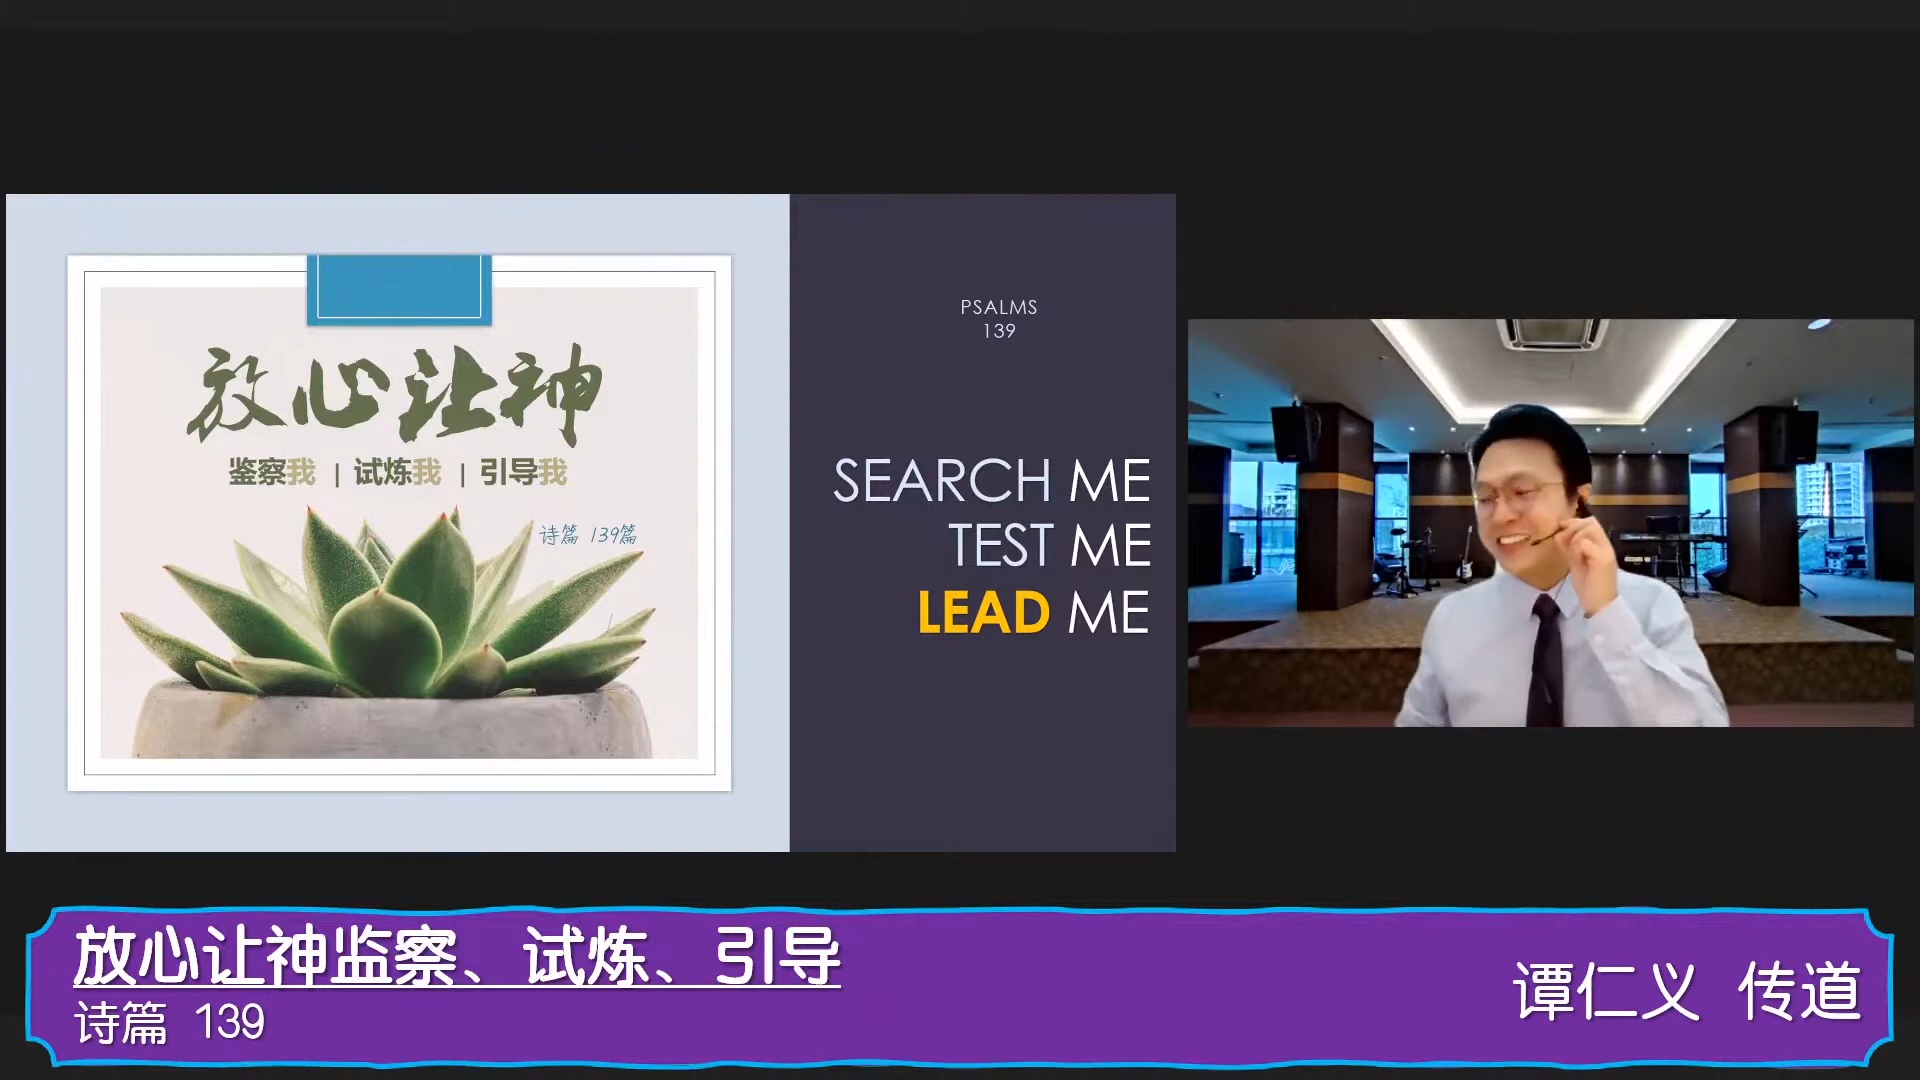 放心让神
鉴察我 | 试炼我 | 引导我
诗篇 139篇
PSALMS
139
SEARCH ME
TEST ME
LEAD ME
放心让神监察、试炼、引导
诗篇 139
谭仁义 传道